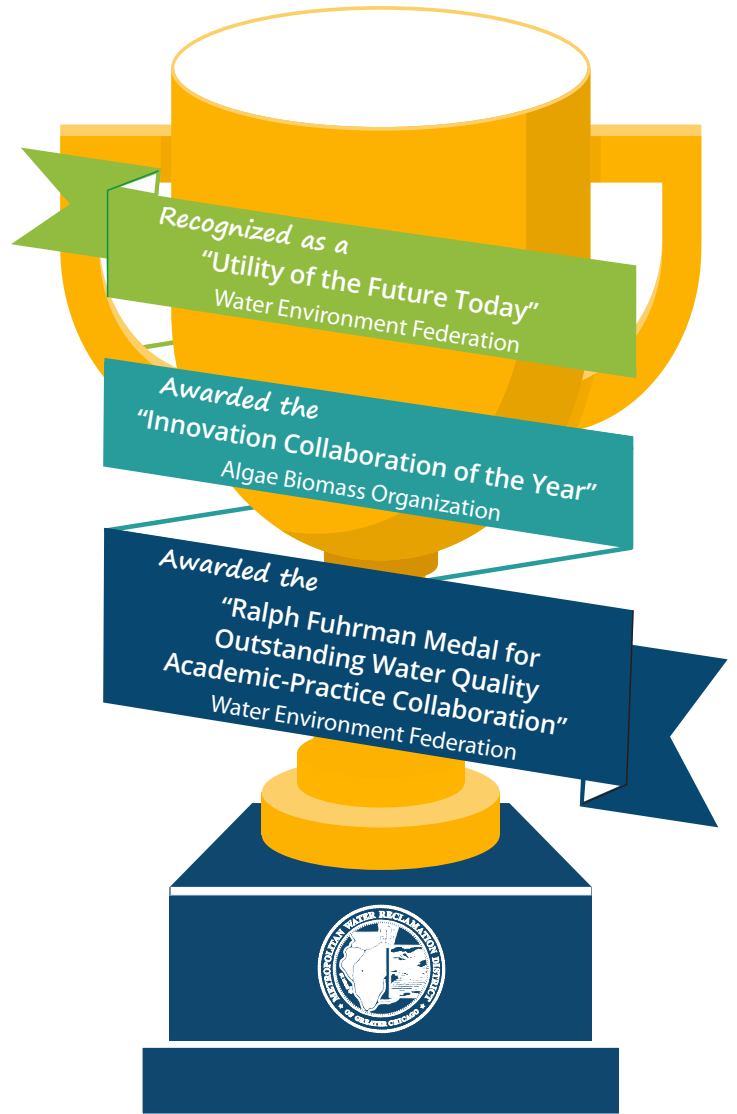 Recognized as a
“Utility of the Future Today”
Water Environment Federation
Awarded the
“Innovation Collaboration of the Year”
Algae Biomass Organization
Awarded the
“Ralph Fuhrman Medal for
Outstanding Water Quality
Academic-Practice Collaboration”
Water Environment Federation
METROPOLITAN WATER RECLAMATION DISTRICT
OF GREATER CHICAGO